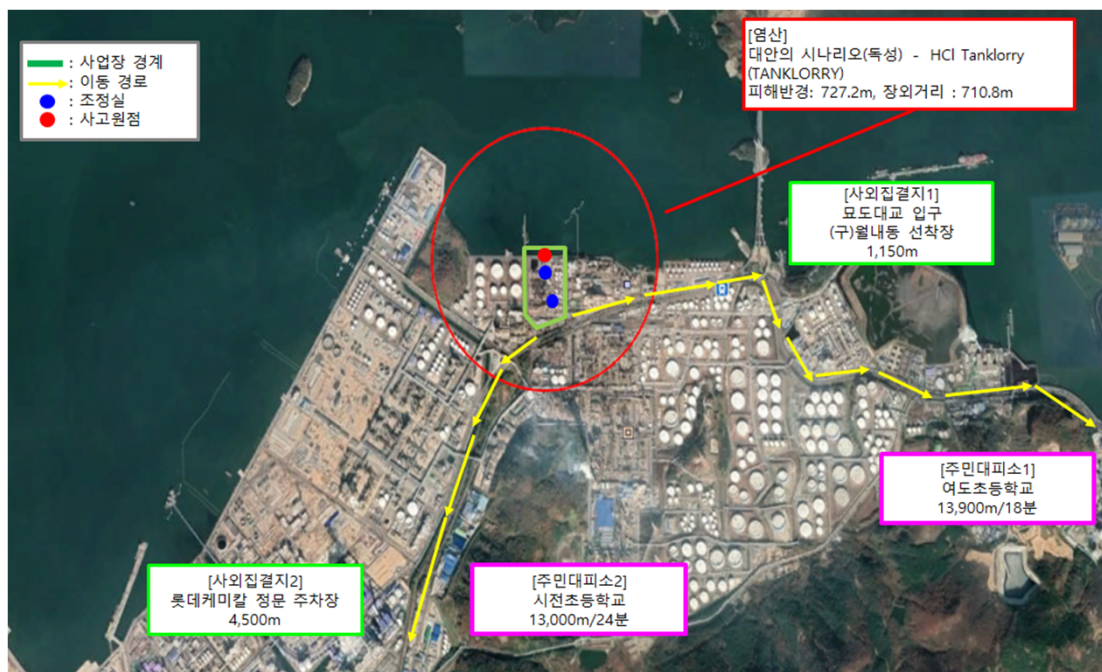 : 사업장 경계
: 이동 경로
: 조정실
: 사고원점
[염산]
대안의 시나리오(독성) - HCl Tanklorry
(TANKLORRY)
피해반경: 727.2m, 장외거리 : 710.8m
[사외집결지1]
묘도대교 입구
(구)월내동 선착장
1,150m
[주민대피소1]
여도초등학교
13,900m/18분
[사외집결지2]
롯데케미칼 정문 주차장
4,500m
[주민대피소2]
시전초등학교
13,000m/24분